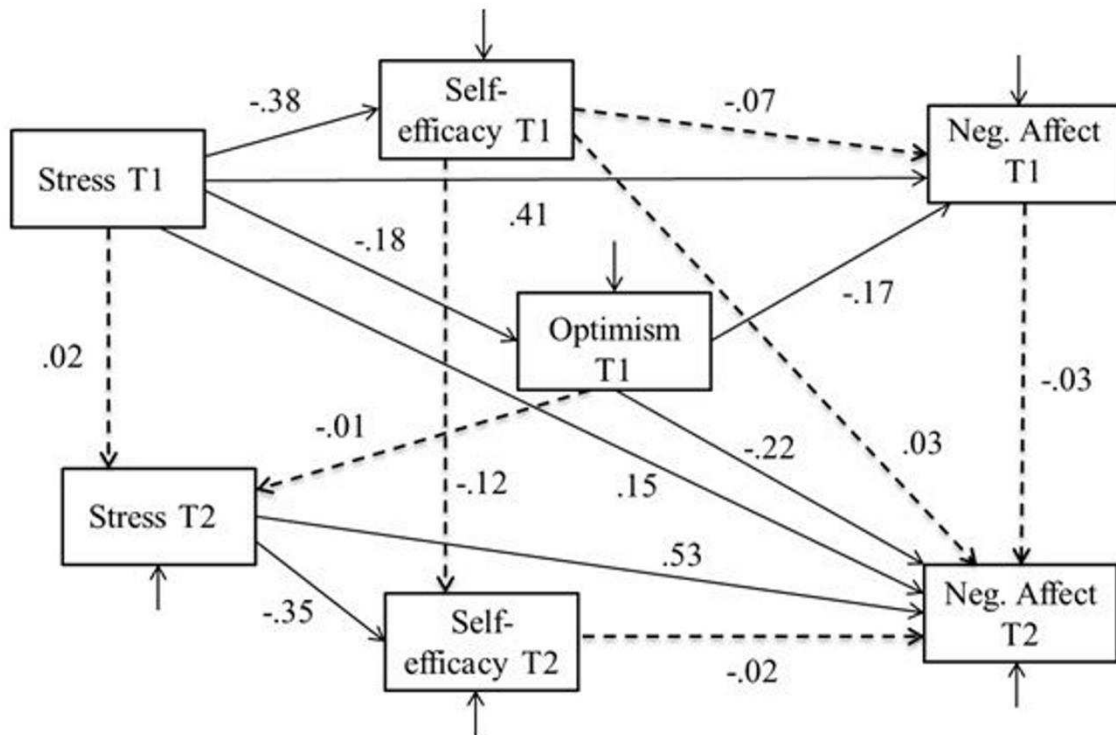 Self-
efficacy T1
-.38
-.07
Neg. Affect
T1
Stress T1
.41
-.18
-.17
Optimism
T1
.02
-.03
-.01
-.22
.03
-.12
.15
Stress T2
.53
-.35
Self-
efficacy T2
-.02
Neg. Affect
T2